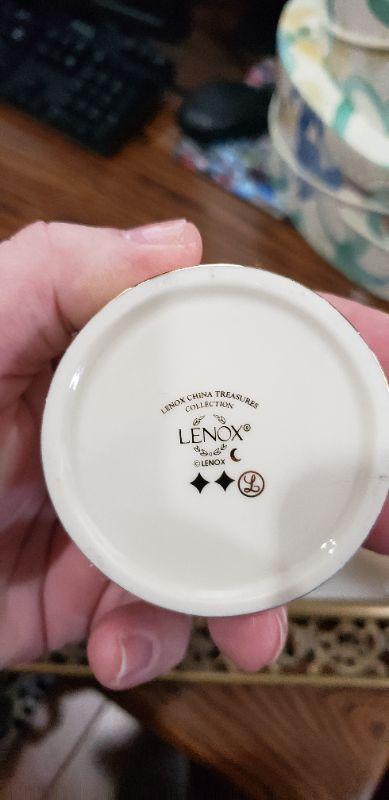 LENOX CHINA TREASURES
COLLECTION
LENOX®
© LENOX
L